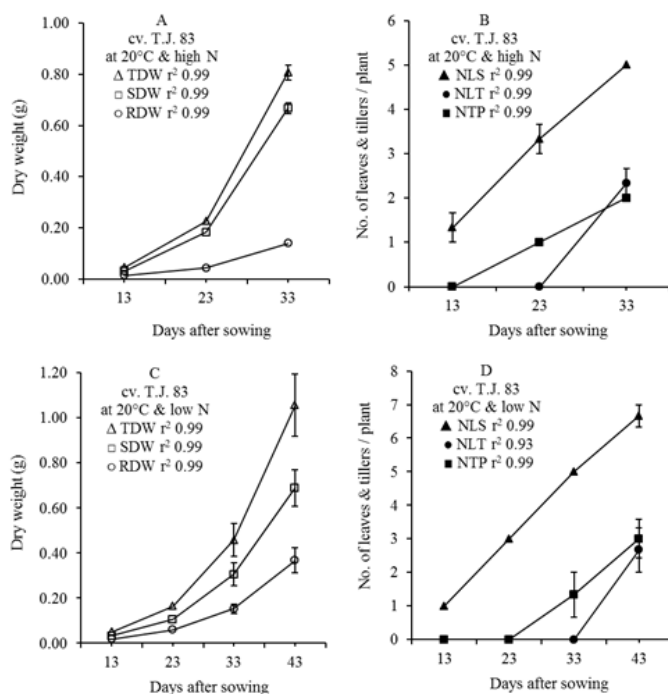 A
cv. T.J. 83
at 20°C & high N
TDW r² 0.99
SDW r² 0.99
RDW r² 0.99
1.00
0.80
0.60
0.40
0.20
0.00
Dry weight (g)
13 23 33
Days after sowing
B
cv. T.J. 83
at 20°C & high N
NLS r² 0.99
NLT r² 0.99
NTP r² 0.99
6
5
4
3
2
1
0
No. of leaves & tillers / plant
13 23 33
Days after sowing
C
cv. T.J. 83
at 20°C & low N
TDW r² 0.99
SDW r² 0.99
RDW r² 0.99
1.20
1.00
0.80
0.60
0.40
0.20
0.00
Dry weight (g)
13 23 33 43
Days after sowing
D
cv. T.J. 83
at 20°C & low N
NLS r² 0.99
NLT r² 0.93
NTP r² 0.99
8
7
6
5
4
3
2
1
0
No. of leaves & tillers / plant
13 23 33 43
Days after sowing